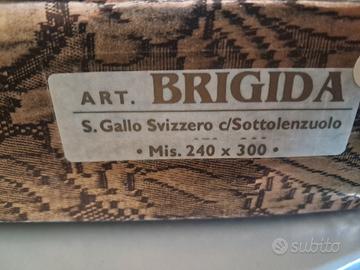 ART. BRIGIDA
S. Gallo Svizzero c/Sottolenzuolo
• Mis. 240 x 300 •
subito